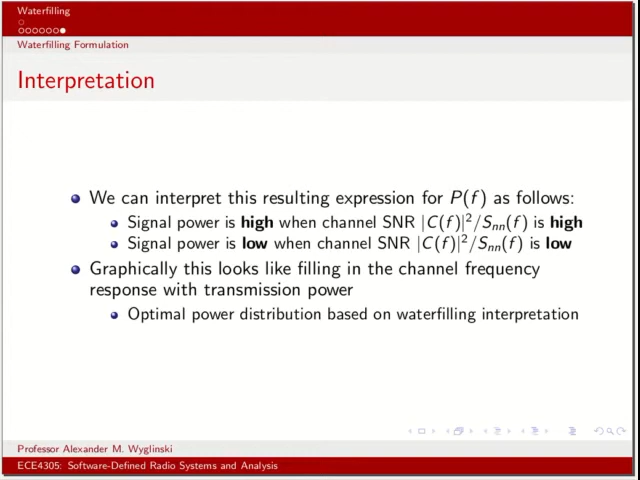 Waterfilling
Waterfilling Formulation
Interpretation
We can interpret this resulting expression for P(f) as follows:
Signal power is high when channel SNR |C(f)|²/Sₙₙ(f) is high
Signal power is low when channel SNR |C(f)|²/Sₙₙ(f) is low
Graphically this looks like filling in the channel frequency
response with transmission power
Optimal power distribution based on waterfilling interpretation
Professor Alexander M. Wyglinski
ECE4305: Software-Defined Radio Systems and Analysis